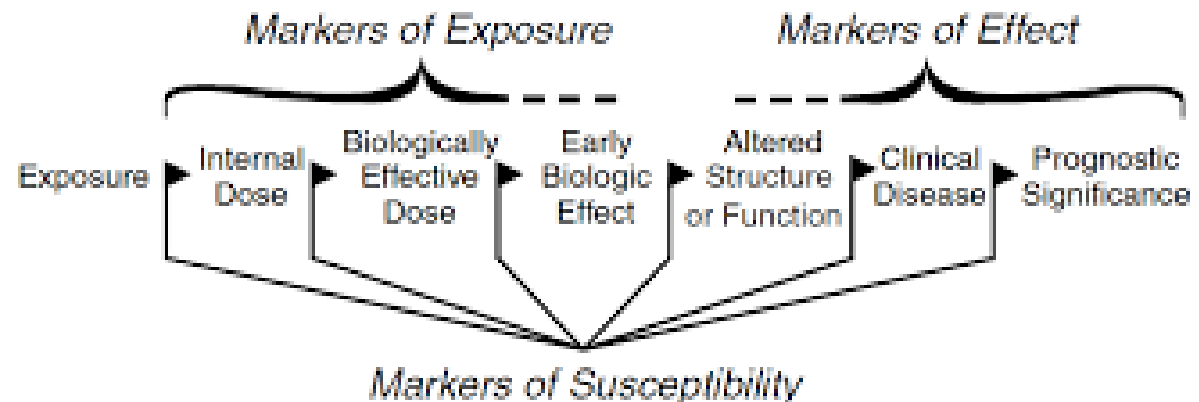 Markers of Exposure
Markers of Effect
Exposure
Internal
Dose
Biologically
Effective
Dose
Early
Biologic
Effect
Altered
Structure
or Function
Clinical
Disease
Prognostic
Significance
Markers of Susceptibility